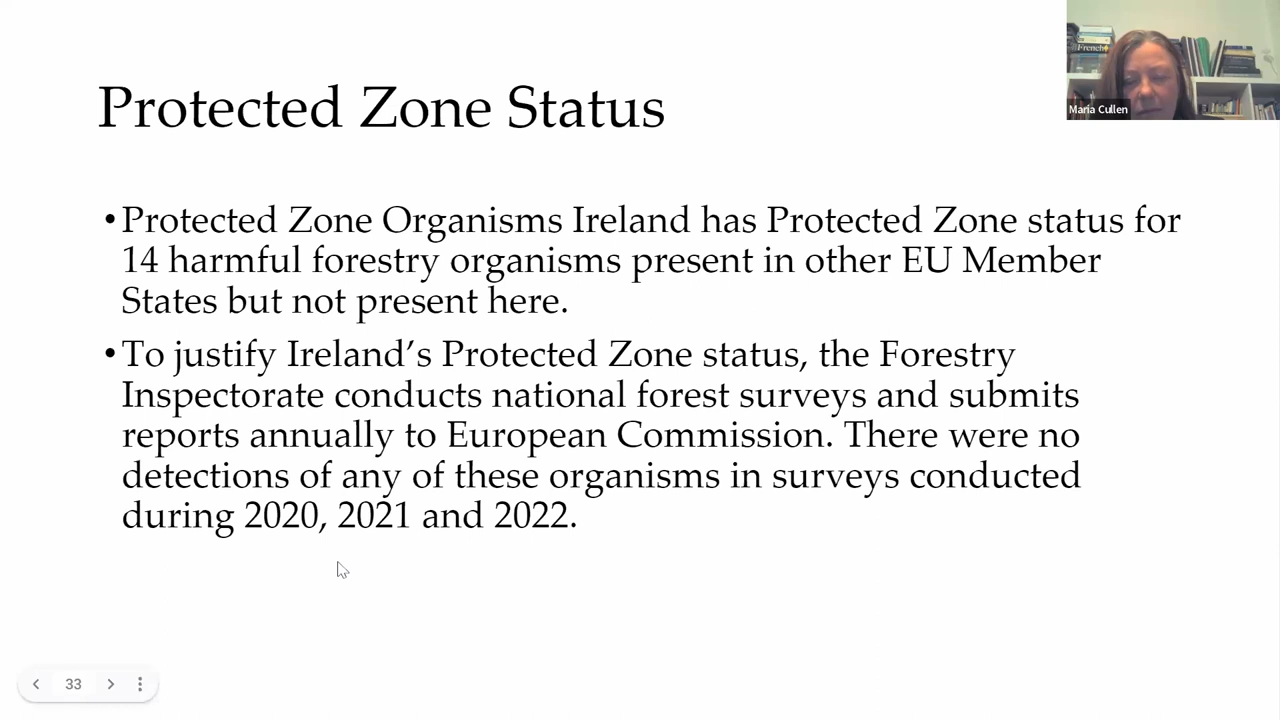 French
Maria Cullen
Protected Zone Status
•Protected Zone Organisms Ireland has Protected Zone status for
14 harmful forestry organisms present in other EU Member
States but not present here.
•To justify Ireland’s Protected Zone status, the Forestry
Inspectorate conducts national forest surveys and submits
reports annually to European Commission. There were no
detections of any of these organisms in surveys conducted
during 2020, 2021 and 2022.
33